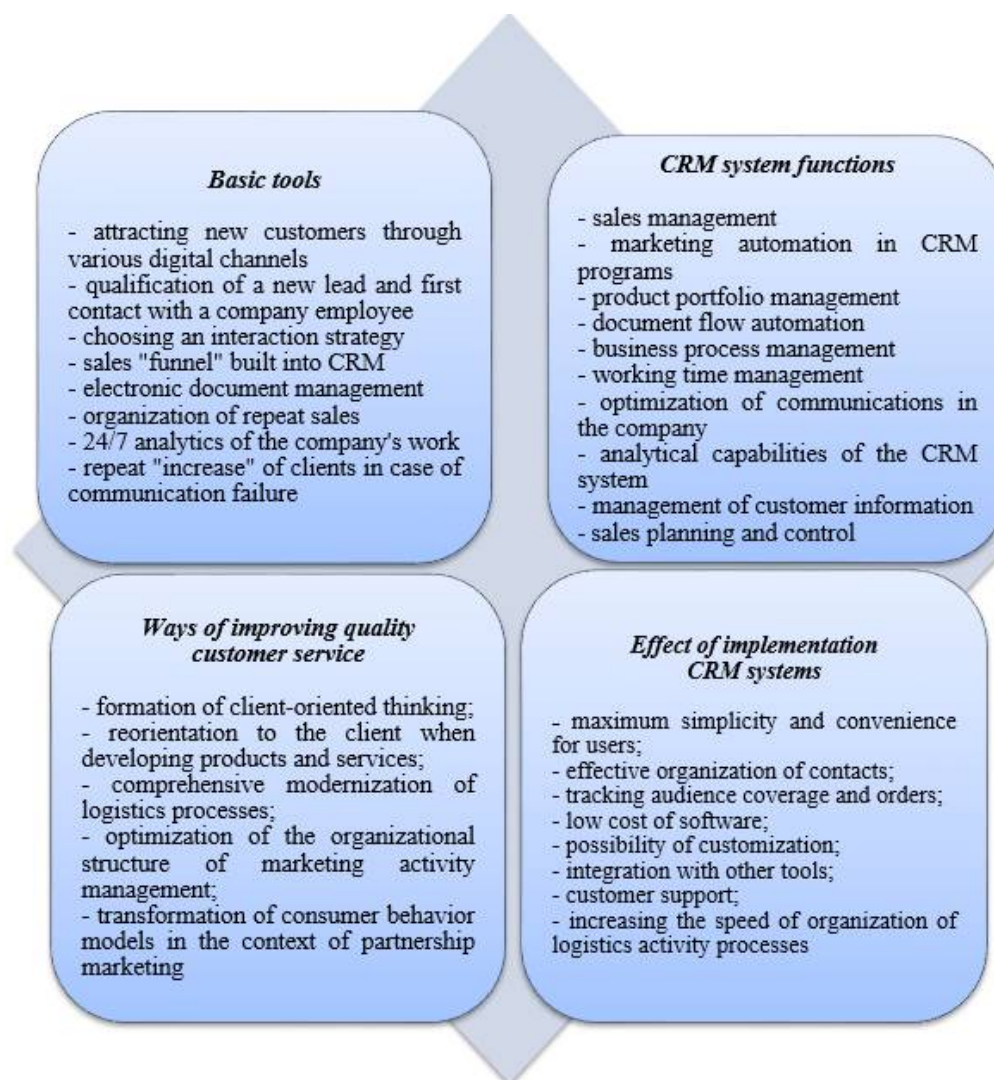 Basic tools
- attracting new customers through
various digital channels
- qualification of a new lead and first
contact with a company employee
- choosing an interaction strategy
- sales "funnel" built into CRM
- electronic document management
- organization of repeat sales
- 24/7 analytics of the company's work
- repeat "increase" of clients in case of
communication failure
CRM system functions
- sales management
- marketing automation in CRM
programs
- product portfolio management
- document flow automation
- business process management
- working time management
- optimization of communications in
the company
- analytical capabilities of the CRM
system
- management of customer information
- sales planning and control
Ways of improving quality
customer service
- formation of client-oriented thinking;
- reorientation to the client when
developing products and services;
- comprehensive modernization of
logistics processes;
- optimization of the organizational
structure of marketing activity
management;
- transformation of consumer behavior
models in the context of partnership
marketing
Effect of implementation
CRM systems
- maximum simplicity and convenience
for users;
- effective organization of contacts;
- tracking audience coverage and orders;
- low cost of software;
- possibility of customization;
- integration with other tools;
- customer support;
- increasing the speed of organization of
logistics activity processes